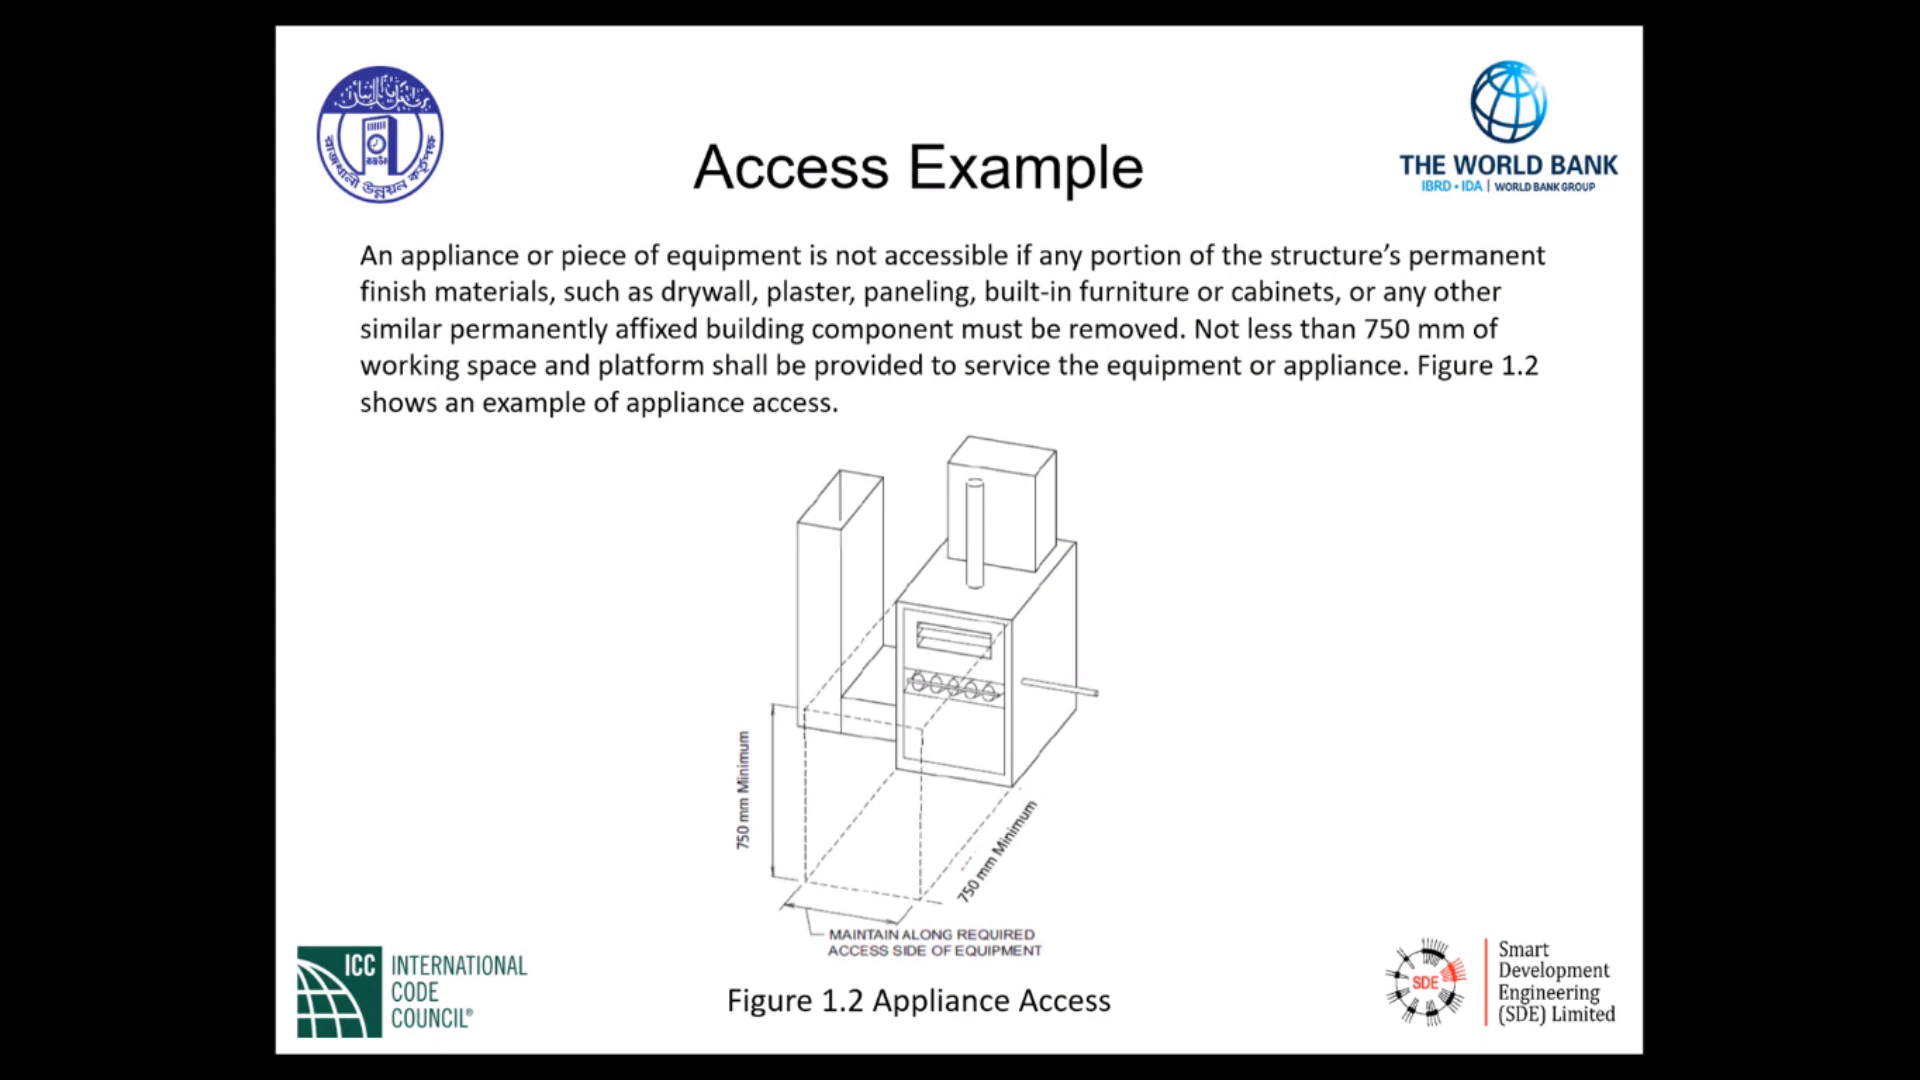 রাজধানী উন্নয়ন কর্তৃপক্ষ
THE WORLD BANK
IBRD • IDA | WORLD BANK GROUP
Access Example
An appliance or piece of equipment is not accessible if any portion of the structure’s permanent
finish materials, such as drywall, plaster, paneling, built-in furniture or cabinets, or any other
similar permanently affixed building component must be removed. Not less than 750 mm of
working space and platform shall be provided to service the equipment or appliance. Figure 1.2
shows an example of appliance access.
750 mm Minimum
750 mm Minimum
MAINTAIN ALONG REQUIRED
ACCESS SIDE OF EQUIPMENT
Figure 1.2 Appliance Access
ICC INTERNATIONAL
CODE
COUNCIL®
SDE
Smart
Development
Engineering
(SDE) Limited